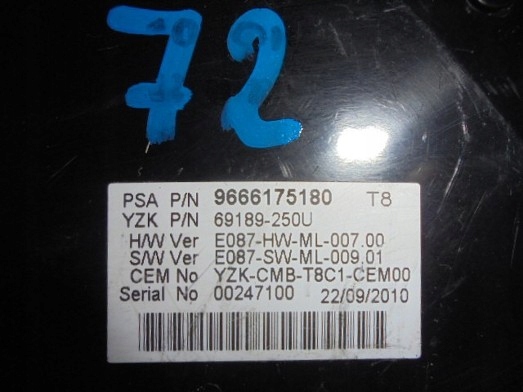 72
PSA P/N 9666175180 T8
YZK P/N 69189-250U
H/W Ver E087-HW-ML-007.00
S/W Ver E087-SW-ML-009.01
CEM No YZK-CMB-T8C1-CEM00
Serial No 00247100 22/09/2010